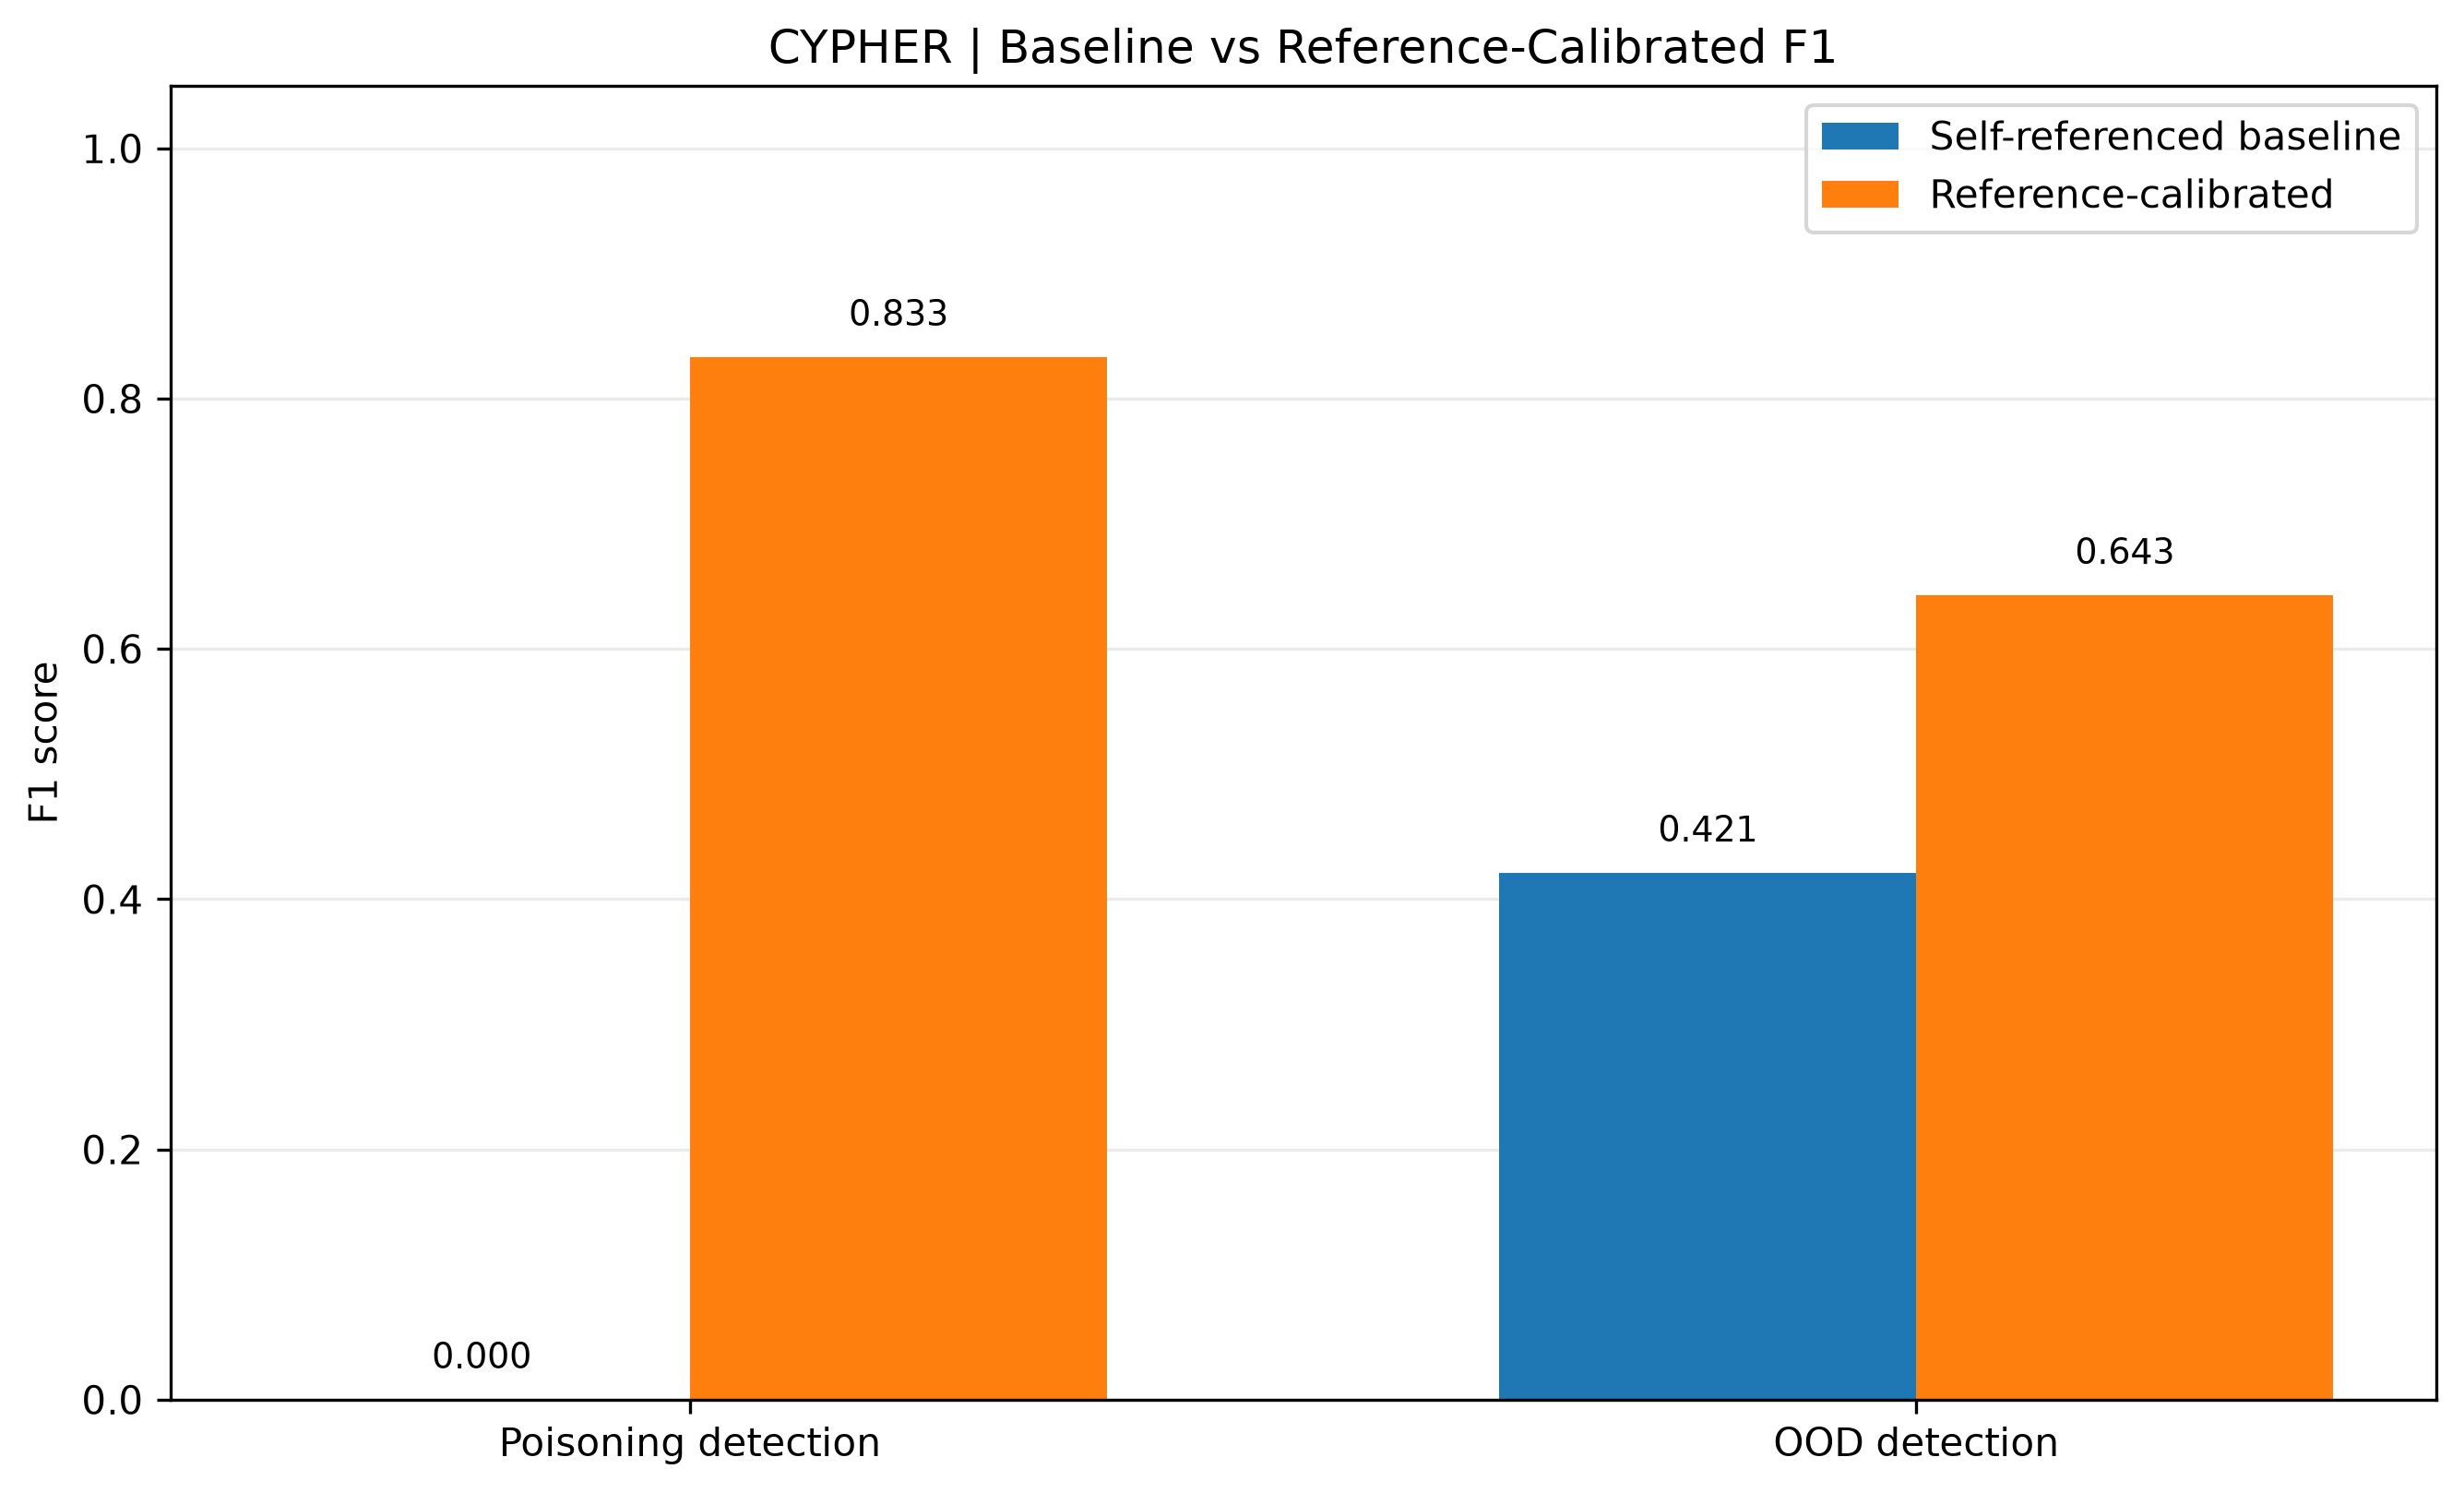 CYPHER | Baseline vs Reference-Calibrated F1
Self-referenced baseline
Reference-calibrated
F1 score
1.0
0.8
0.6
0.4
0.2
0.0
0.000
0.833
0.421
0.643
Poisoning detection
OOD detection